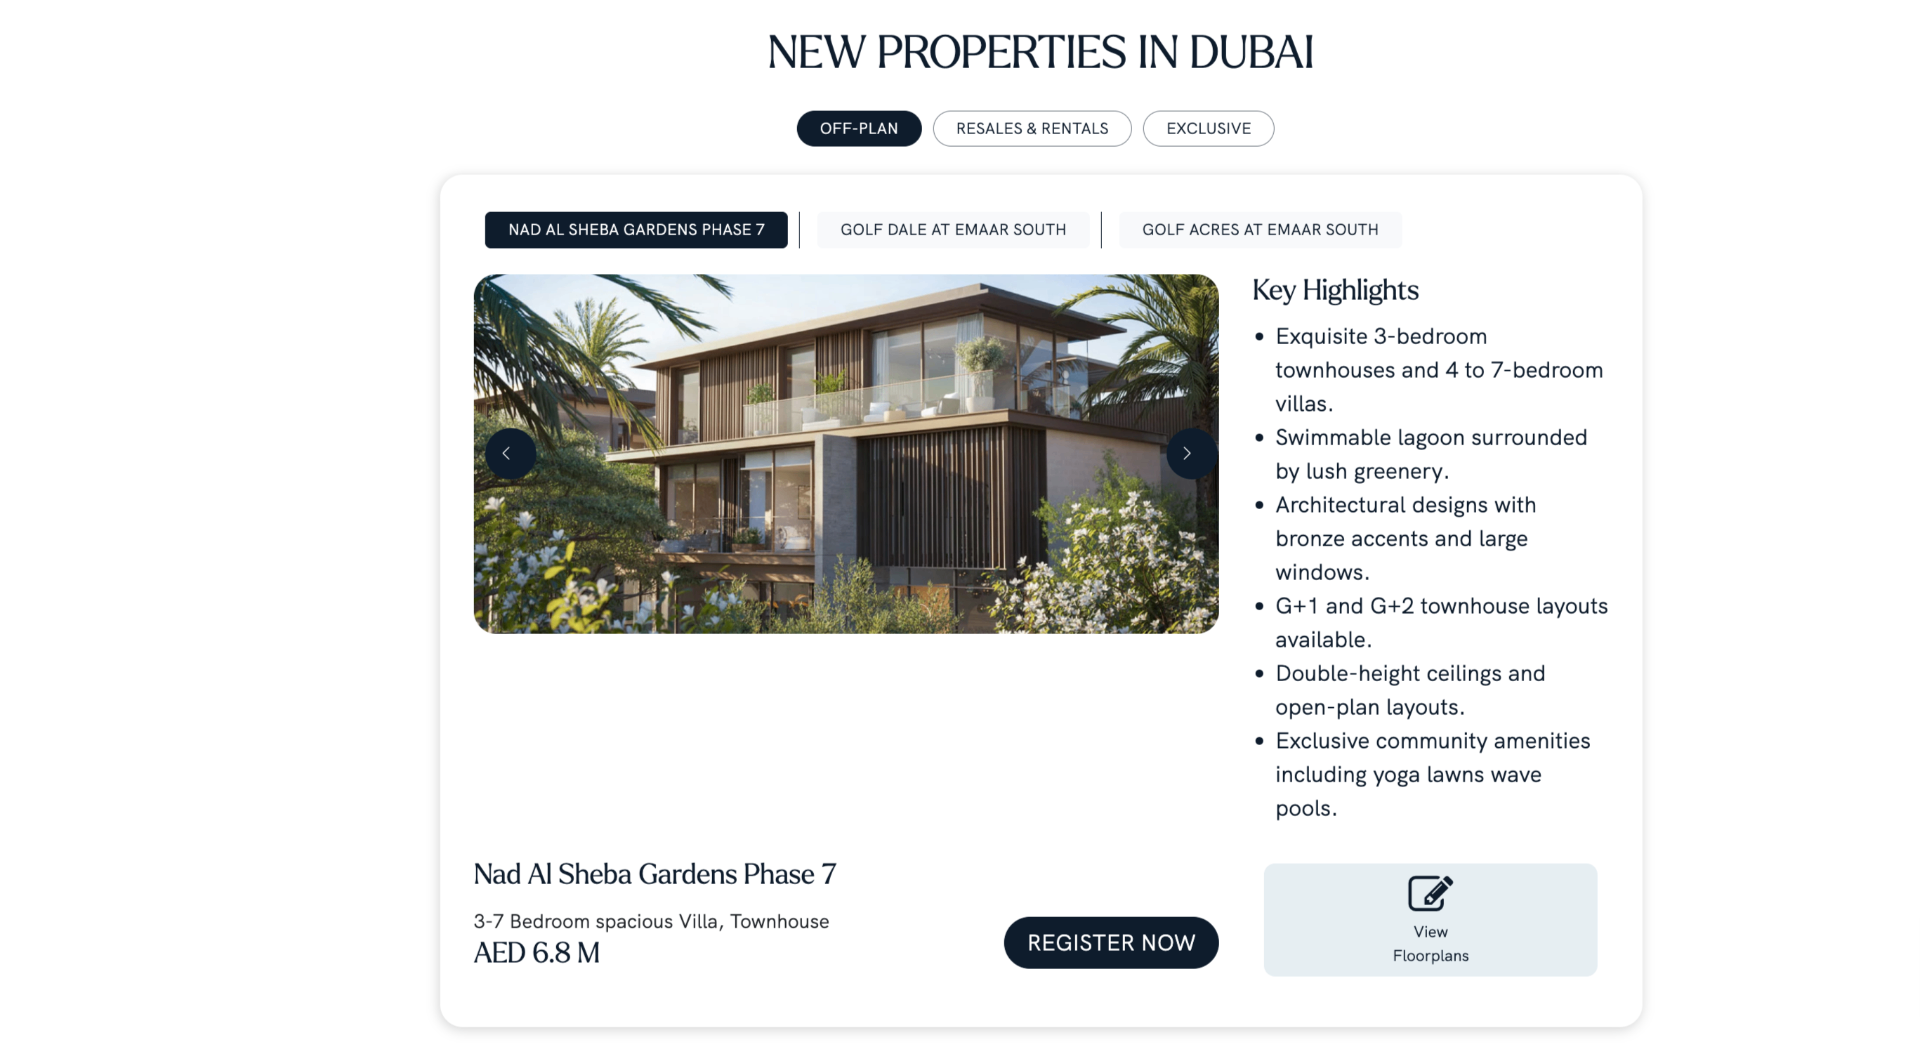 NEW PROPERTIES IN DUBAI
OFF-PLAN
RESALES & RENTALS
EXCLUSIVE
NAD AL SHEBA GARDENS PHASE 7
GOLF DALE AT EMAAR SOUTH
GOLF ACRES AT EMAAR SOUTH
Key Highlights
Exquisite 3-bedroom
townhouses and 4 to 7-bedroom
villas.
Swimmable lagoon surrounded
by lush greenery.
Architectural designs with
bronze accents and large
windows.
G+1 and G+2 townhouse layouts
available.
Double-height ceilings and
open-plan layouts.
Exclusive community amenities
including yoga lawns wave
pools.
Nad Al Sheba Gardens Phase 7
3-7 Bedroom spacious Villa, Townhouse
AED 6.8 M
REGISTER NOW
View
Floorplans